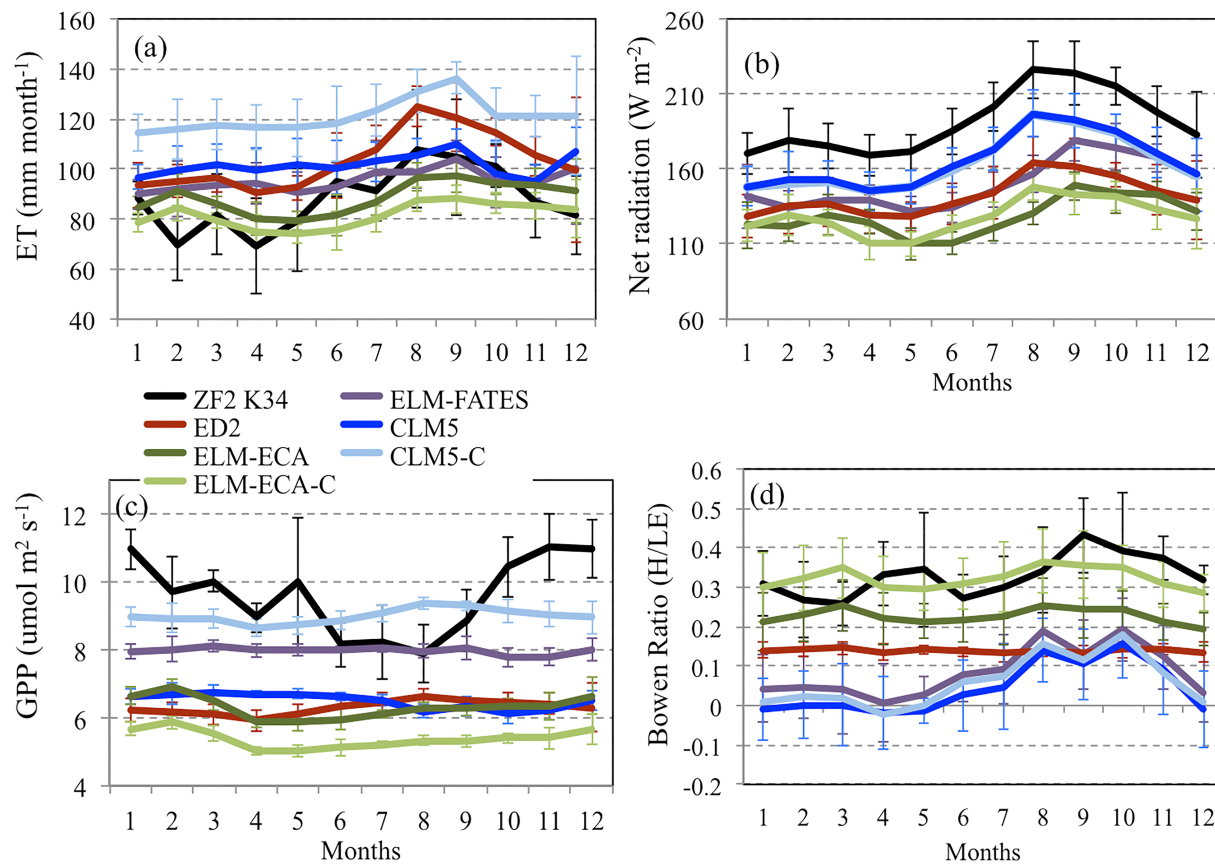 (a)
ET (mm month-1)
160
140
120
100
80
60
40
1 2 3 4 5 6 7 8 9 10 11 12
(b)
Net radiation (W m-2)
260
210
160
110
60
1 2 3 4 5 6 7 8 9 10 11 12
Months
ZF2 K34
ELM-FATES
ED2
CLM5
ELM-ECA
CLM5-C
ELM-ECA-C
(c)
GPP (umol m2 s-1)
12
10
8
6
4
1 2 3 4 5 6 7 8 9 10 11 12
Months
(d)
Bowen Ratio (H/LE)
0.6
0.5
0.4
0.3
0.2
0.1
0
-0.1
-0.2
1 2 3 4 5 6 7 8 9 10 11 12
Months